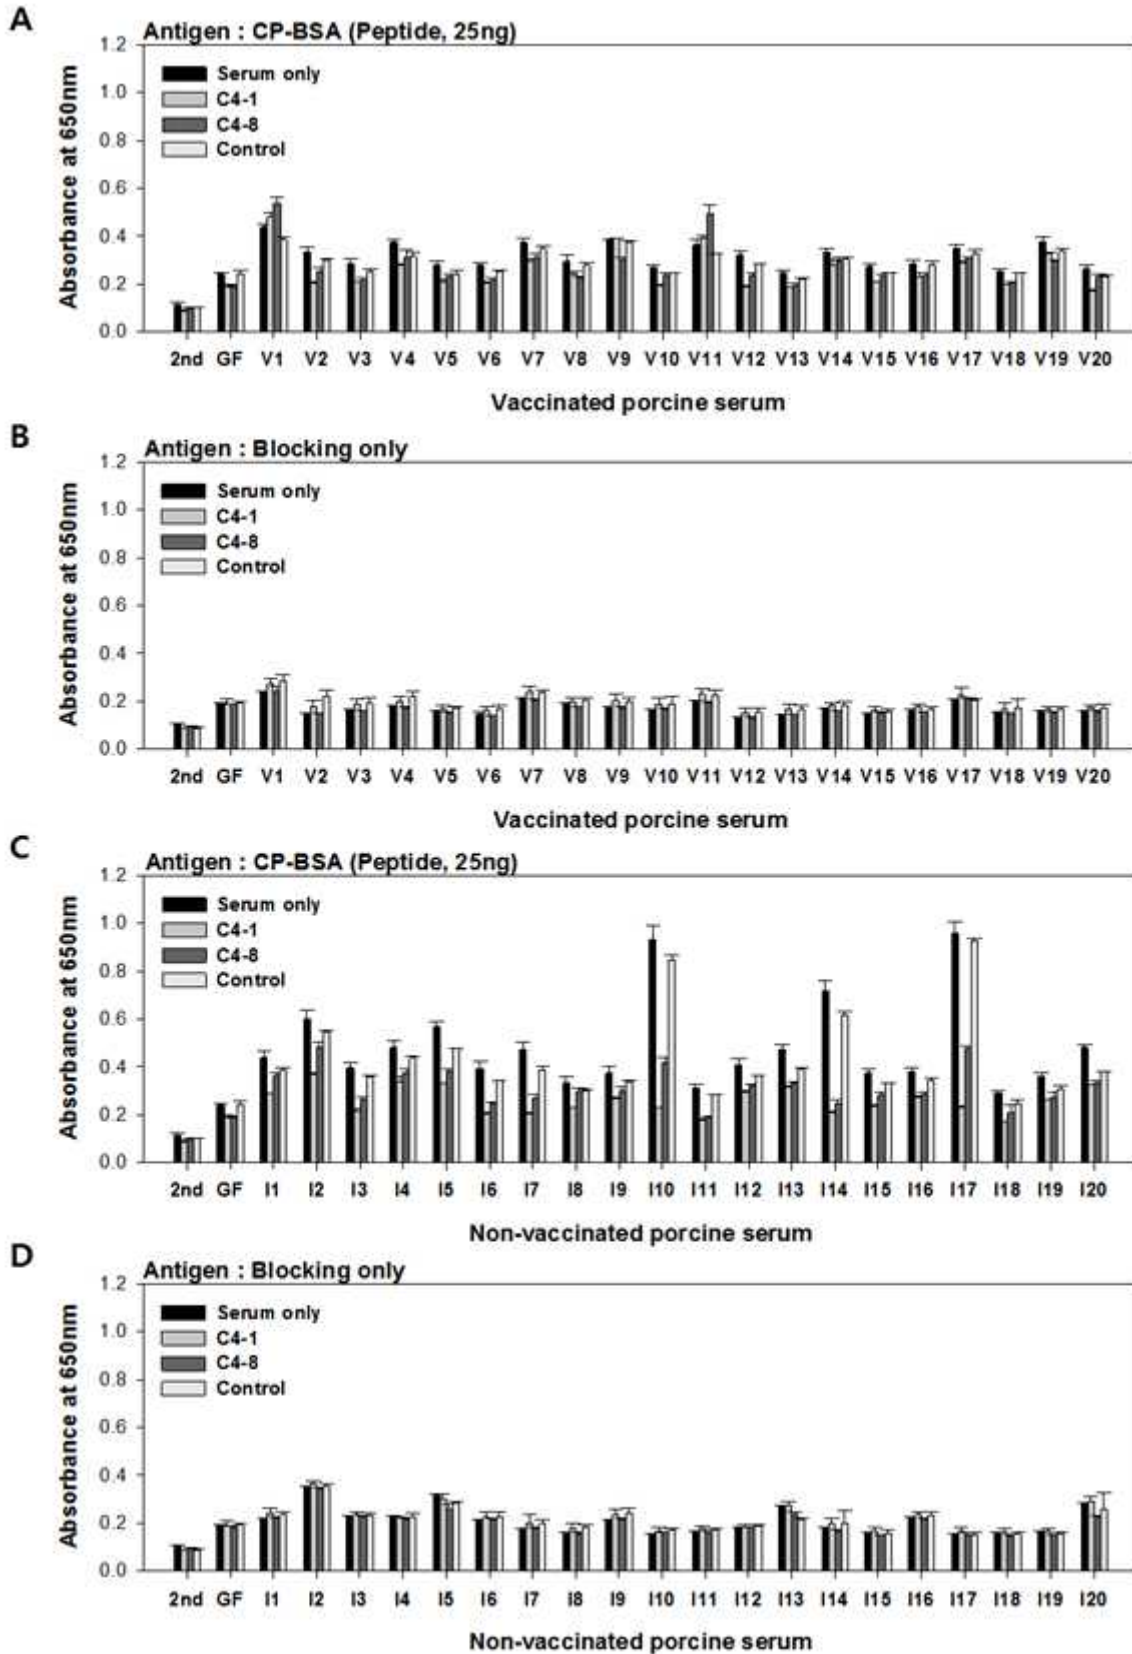 A
Antigen : CP-BSA (Peptide, 25ng)
1.2
1.0
0.8
0.6
0.4
0.2
0.0
Absorbance at 650nm
Serum only
C4-1
C4-8
Control
2nd GF V1 V2 V3 V4 V5 V6 V7 V8 V9 V10 V11 V12 V13 V14 V15 V16 V17 V18 V19 V20
Vaccinated porcine serum
B
Antigen : Blocking only
1.2
1.0
0.8
0.6
0.4
0.2
0.0
Absorbance at 650nm
Serum only
C4-1
C4-8
Control
2nd GF V1 V2 V3 V4 V5 V6 V7 V8 V9 V10 V11 V12 V13 V14 V15 V16 V17 V18 V19 V20
Vaccinated porcine serum
C
Antigen : CP-BSA (Peptide, 25ng)
1.2
1.0
0.8
0.6
0.4
0.2
0.0
Absorbance at 650nm
Serum only
C4-1
C4-8
Control
2nd GF I1 I2 I3 I4 I5 I6 I7 I8 I9 I10 I11 I12 I13 I14 I15 I16 I17 I18 I19 I20
Non-vaccinated porcine serum
D
Antigen : Blocking only
1.2
1.0
0.8
0.6
0.4
0.2
0.0
Absorbance at 650nm
Serum only
C4-1
C4-8
Control
2nd GF I1 I2 I3 I4 I5 I6 I7 I8 I9 I10 I11 I12 I13 I14 I15 I16 I17 I18 I19 I20
Non-vaccinated porcine serum